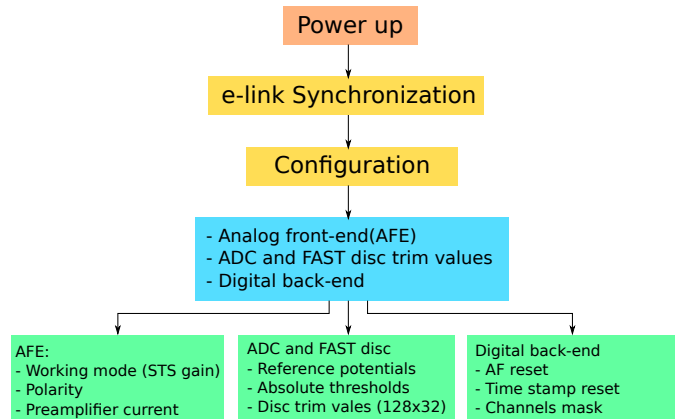 Power up
e-link Synchronization
Configuration
- Analog front-end(AFE)
- ADC and FAST disc trim values
- Digital back-end
AFE:
- Working mode (STS gain)
- Polarity
- Preamplifier current
ADC and FAST disc
- Reference potentials
- Absolute thresholds
- Disc trim vales (128x32)
Digital back-end
- AF reset
- Time stamp reset
- Channels mask